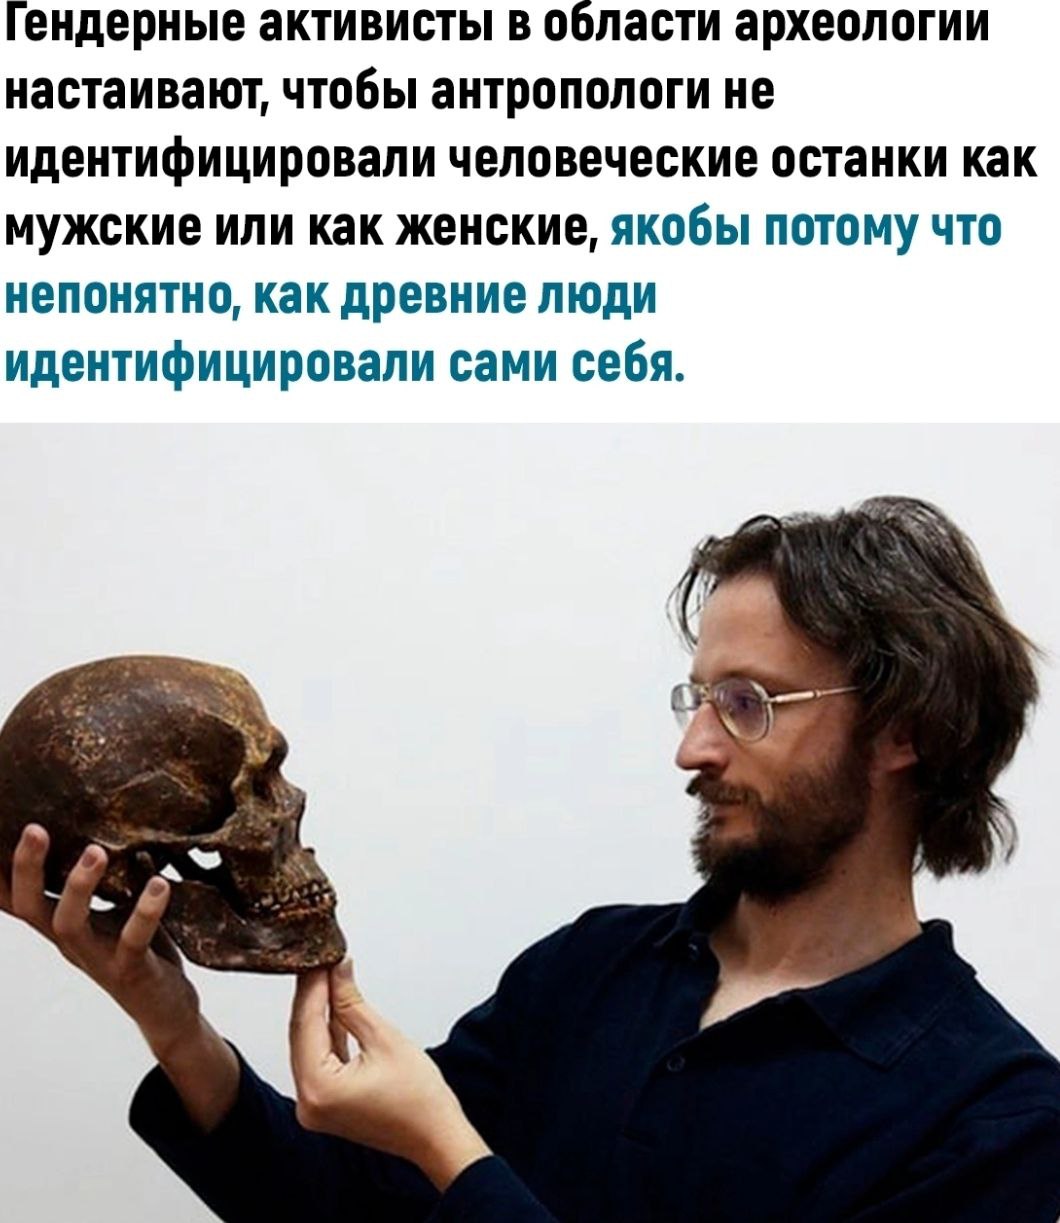 Гендерные активисты в области археологии
настаивают, чтобы антропологи не
идентифицировали человеческие останки как
мужские или как женские, якобы потому что
непонятно, как древние люди
идентифицировали сами себя.